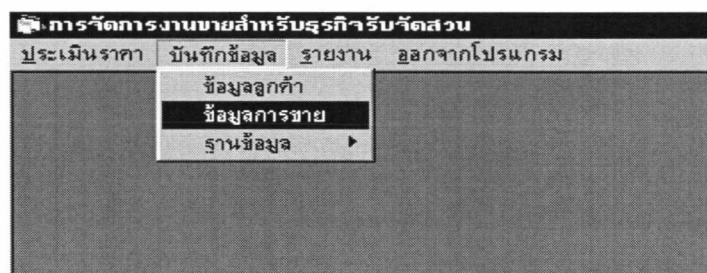 การจัดการงานขายสำหรับธุรกิจรับจัดสวน
ประเมินราคา บันทึกข้อมูล รายงาน ออกจากโปรแกรม
ข้อมูลลูกค้า
ข้อมูลการขาย
ฐานข้อมูล